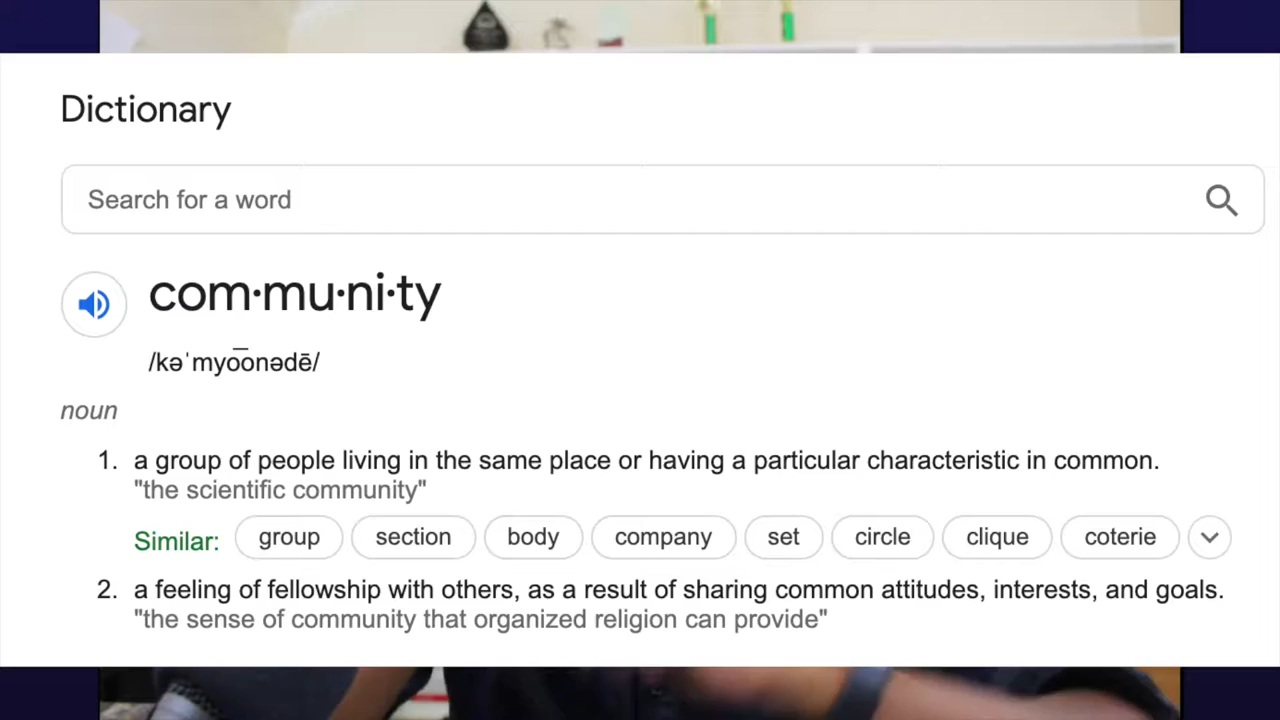 Dictionary
Search for a word
com·mu·ni·ty
/kəˈmyo͞onədē/
noun
1. a group of people living in the same place or having a particular characteristic in common.
"the scientific community"
Similar: group section body company set circle clique coterie
2. a feeling of fellowship with others, as a result of sharing common attitudes, interests, and goals.
"the sense of community that organized religion can provide"